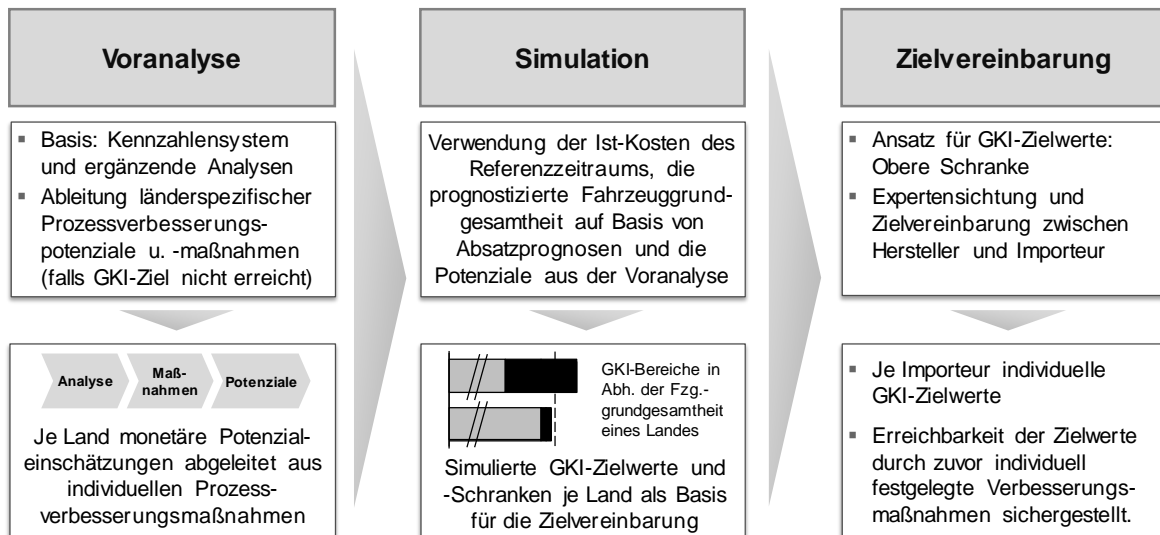 Voranalyse
Basis: Kennzahlensystem
und ergänzende Analysen
Ableitung länderspezifischer
Prozessverbesserungs-
potenziale u. -maßnahmen
(falls GKI-Ziel nicht erreicht)
Analyse
Maß-
nahmen
Potenziale
Je Land monetäre Potenzial-
einschätzungen abgeleitet aus
individuellen Prozess-
verbesserungsmaßnahmen
Simulation
Verwendung der Ist-Kosten des
Referenzzeitraums, die
prognostizierte Fahrzeuggrund-
gesamtheit auf Basis von
Absatzprognosen und die
Potenziale aus der Voranalyse
GKI-Bereiche in
Abh. der Fzg.-
grundgesamtheit
eines Landes
Simulierte GKI-Zielwerte und
-Schranken je Land als Basis
für die Zielvereinbarung
Zielvereinbarung
Ansatz für GKI-Zielwerte:
Obere Schranke
Expertensichtung und
Zielvereinbarung zwischen
Hersteller und Importeur
Je Importeur individuelle
GKI-Zielwerte
Erreichbarkeit der Zielwerte
durch zuvor individuell
festgelegte Verbesserungs-
maßnahmen sichergestellt.